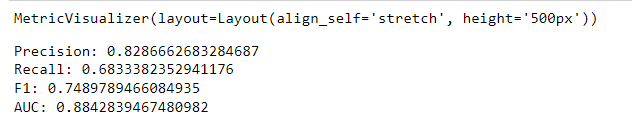 MetricVisualizer(layout=Layout(align_self='stretch', height='500px'))
Precision: 0.8286662683284687
Recall: 0.6833382352941176
F1: 0.7489789466084935
AUC: 0.8842839467480982